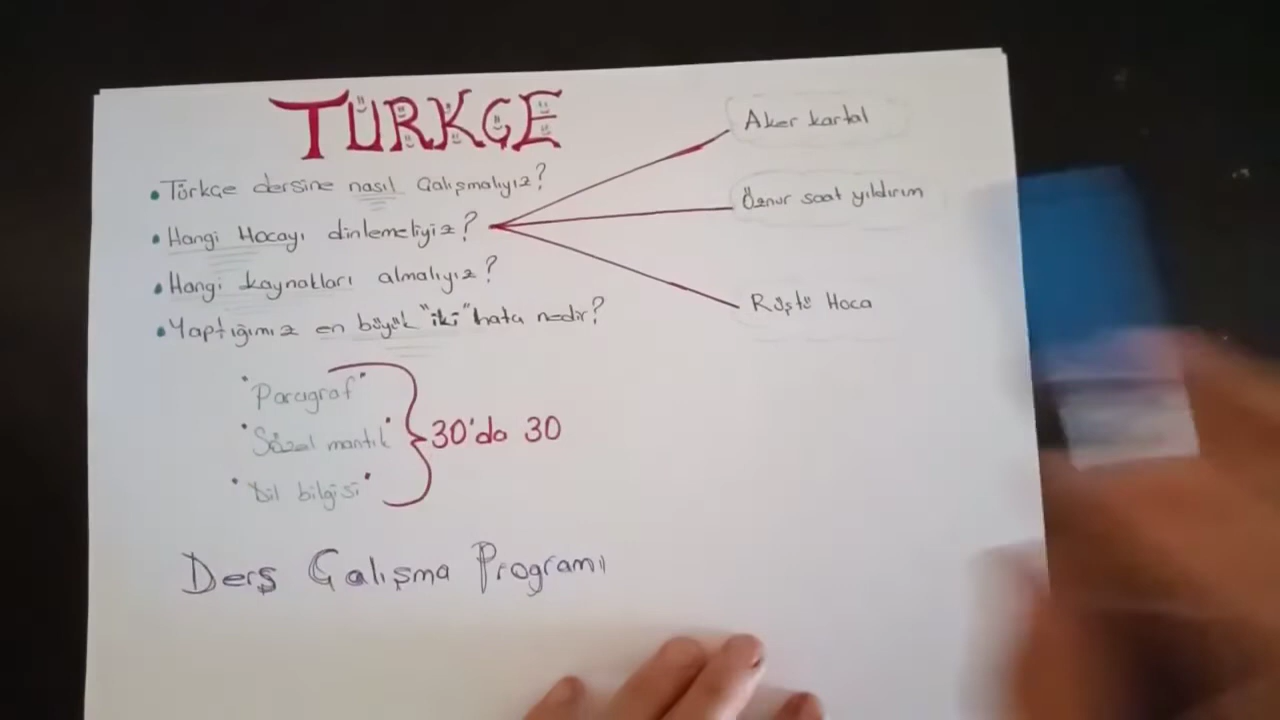 TÜRKÇE
• Türkçe dersine nasıl Çalışmalıyız?
• Hangi Hocayı dinlemeliyiz?
• Hangi kaynakları almalıyız?
• Yaptığımız en büyük "iki" hata nedir?
Aker kartal
Öznur saat yıldırım
Rüştü Hoca
"Paragraf"
"Sözel mantık"
"Dil bilgisi"
30'da 30
Ders Çalışma Programı